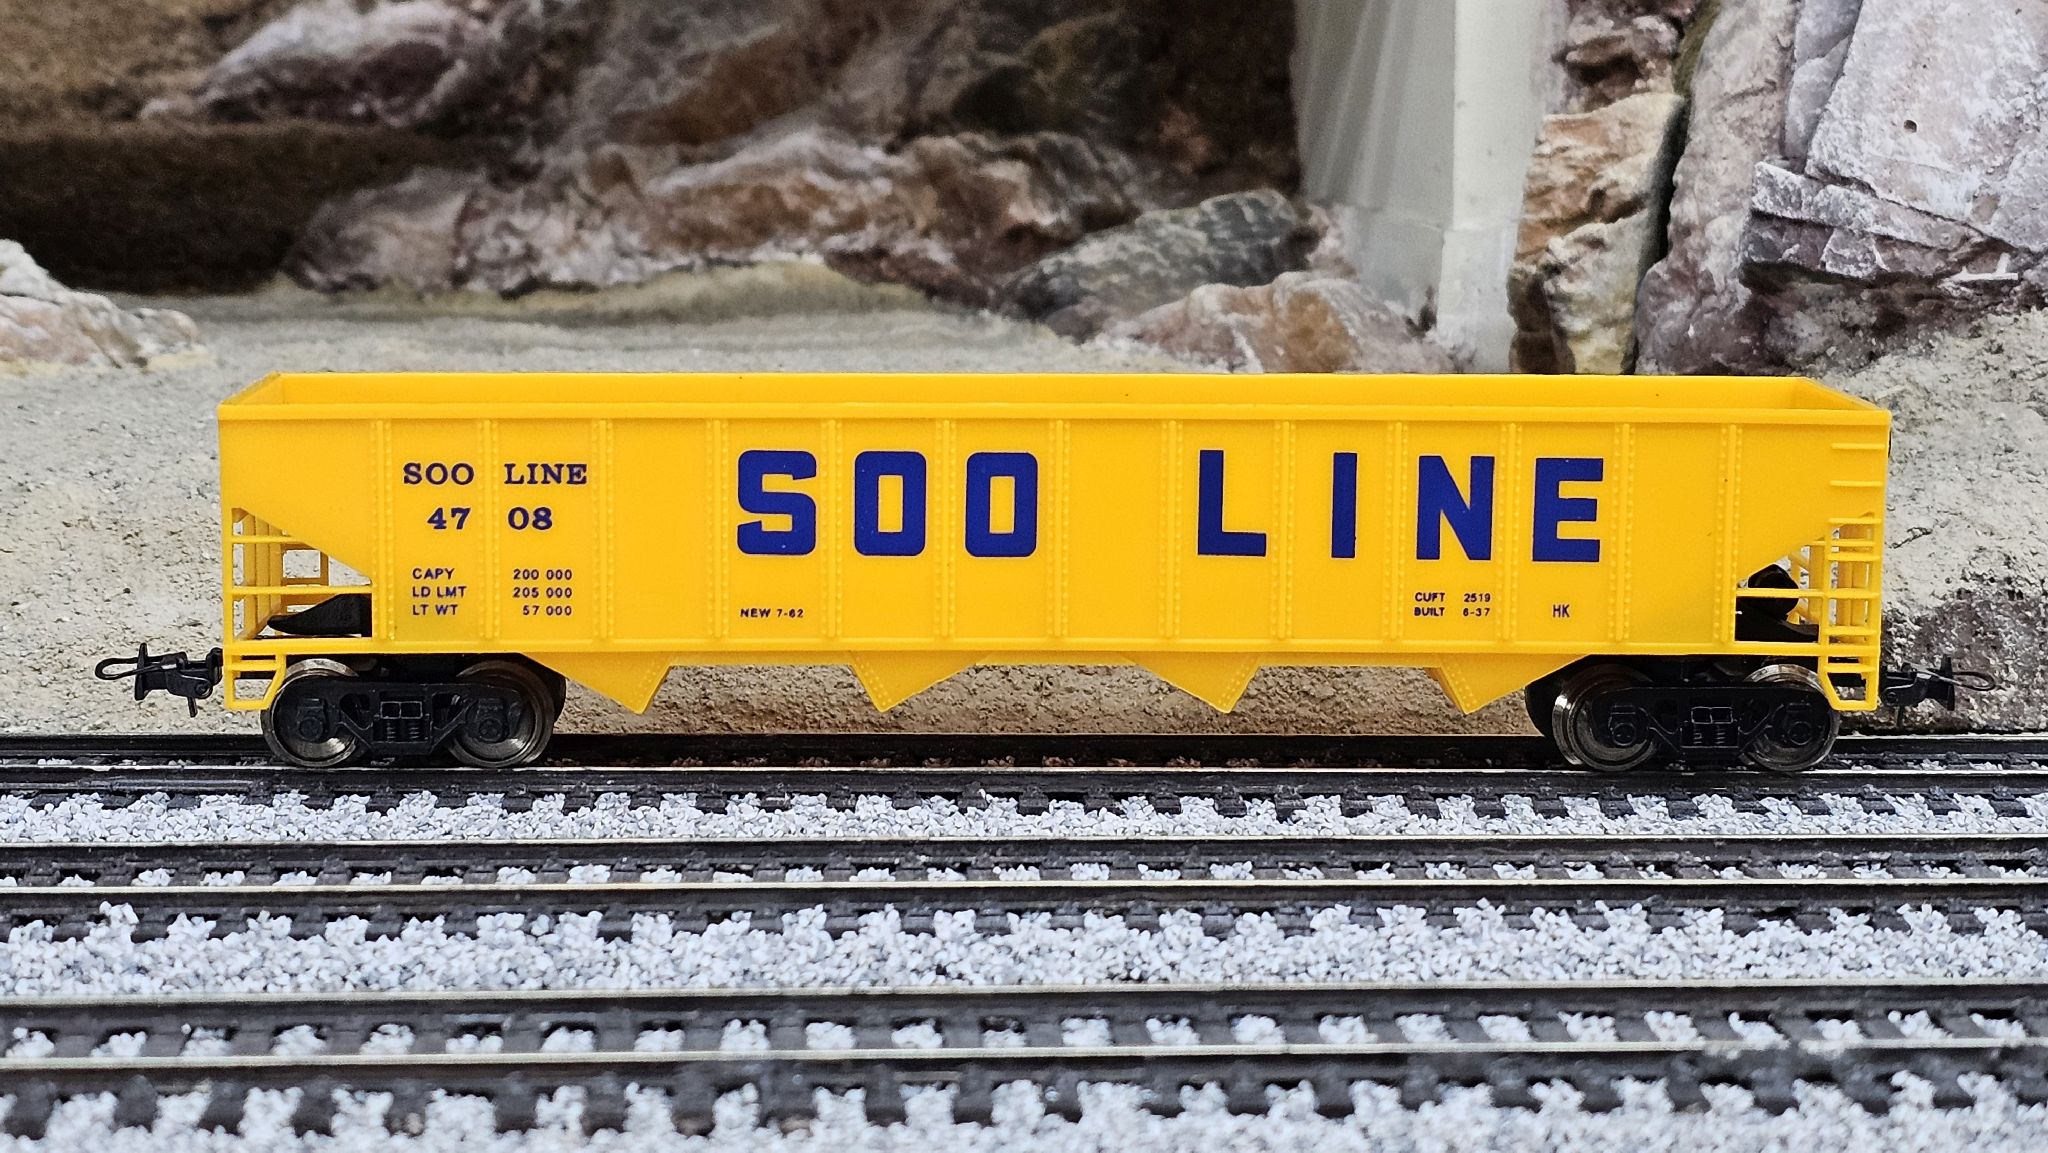 SOO LINE
47 08
CAPY 200 000
LD LMT 205 000
LT WT 57 000
SOO LINE
NEW 7-62
CUFT 2519
BUILT 6-37
HK